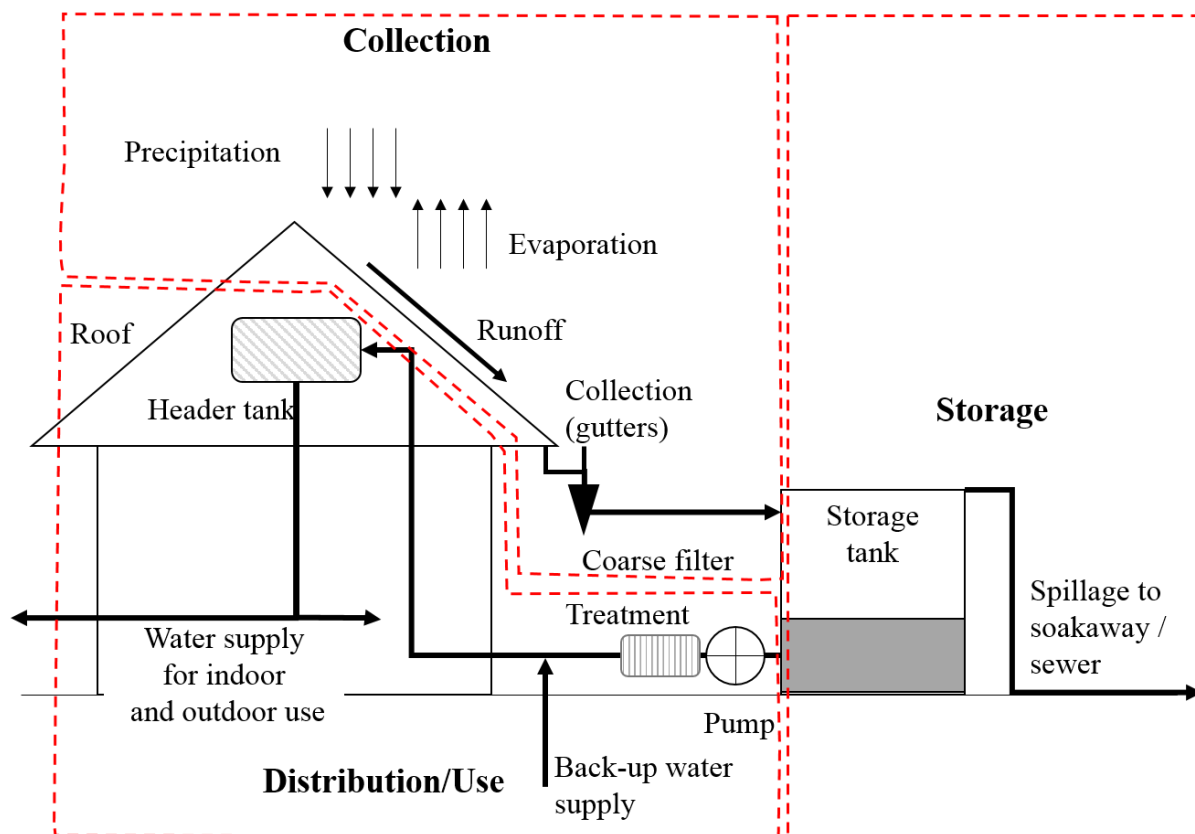 Collection
Precipitation
Evaporation
Roof
Runoff
Header tank
Collection
(gutters)
Storage
Storage
tank
Coarse filter
Treatment
Spillage to
soakaway /
sewer
Water supply
for indoor
and outdoor use
Pump
Distribution/Use
Back-up water
supply